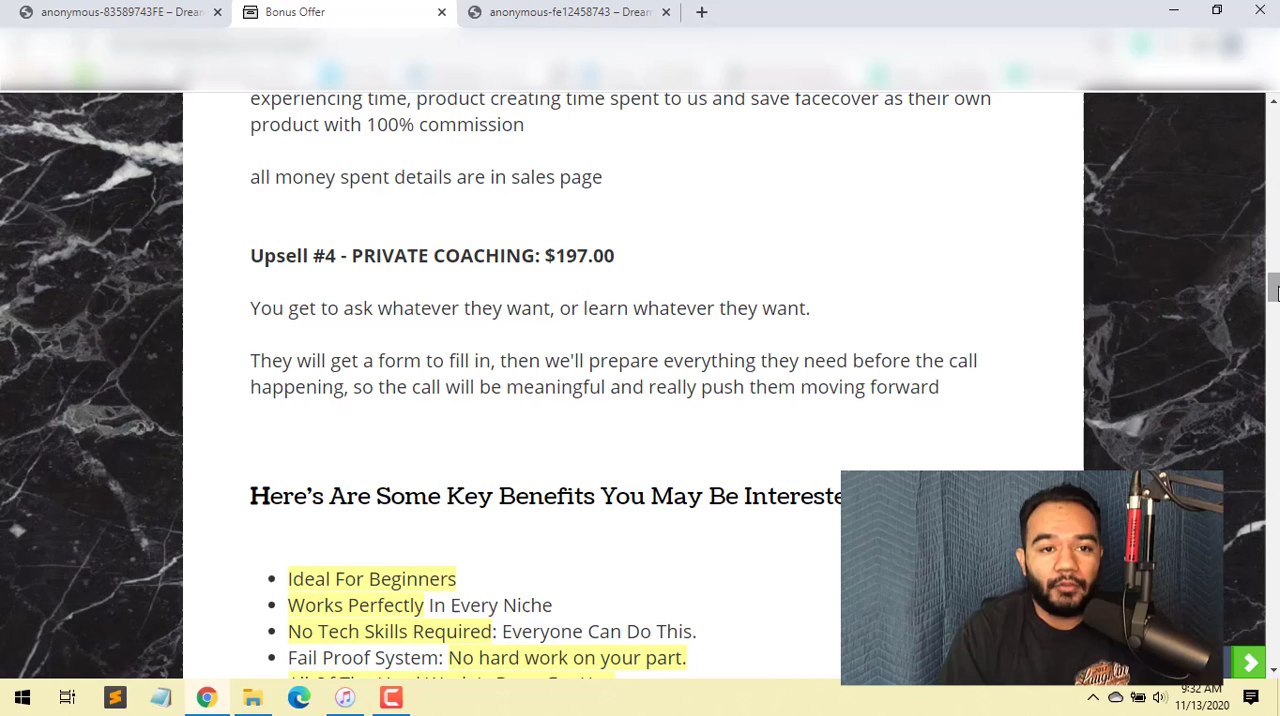 anonymous-83589743FE – Drean
Bonus Offer
anonymous-fe12458743 – Dream
experiencing time, product creating time spent to us and save facecover as their own
product with 100% commission
all money spent details are in sales page
Upsell #4 - PRIVATE COACHING: $197.00
You get to ask whatever they want, or learn whatever they want.
They will get a form to fill in, then we'll prepare everything they need before the call
happening, so the call will be meaningful and really push them moving forward
Here's Are Some Key Benefits You May Be Intereste
Ideal For Beginners
Works Perfectly In Every Niche
No Tech Skills Required: Everyone Can Do This.
Fail Proof System: No hard work on your part.
9:32 AM
11/13/2020